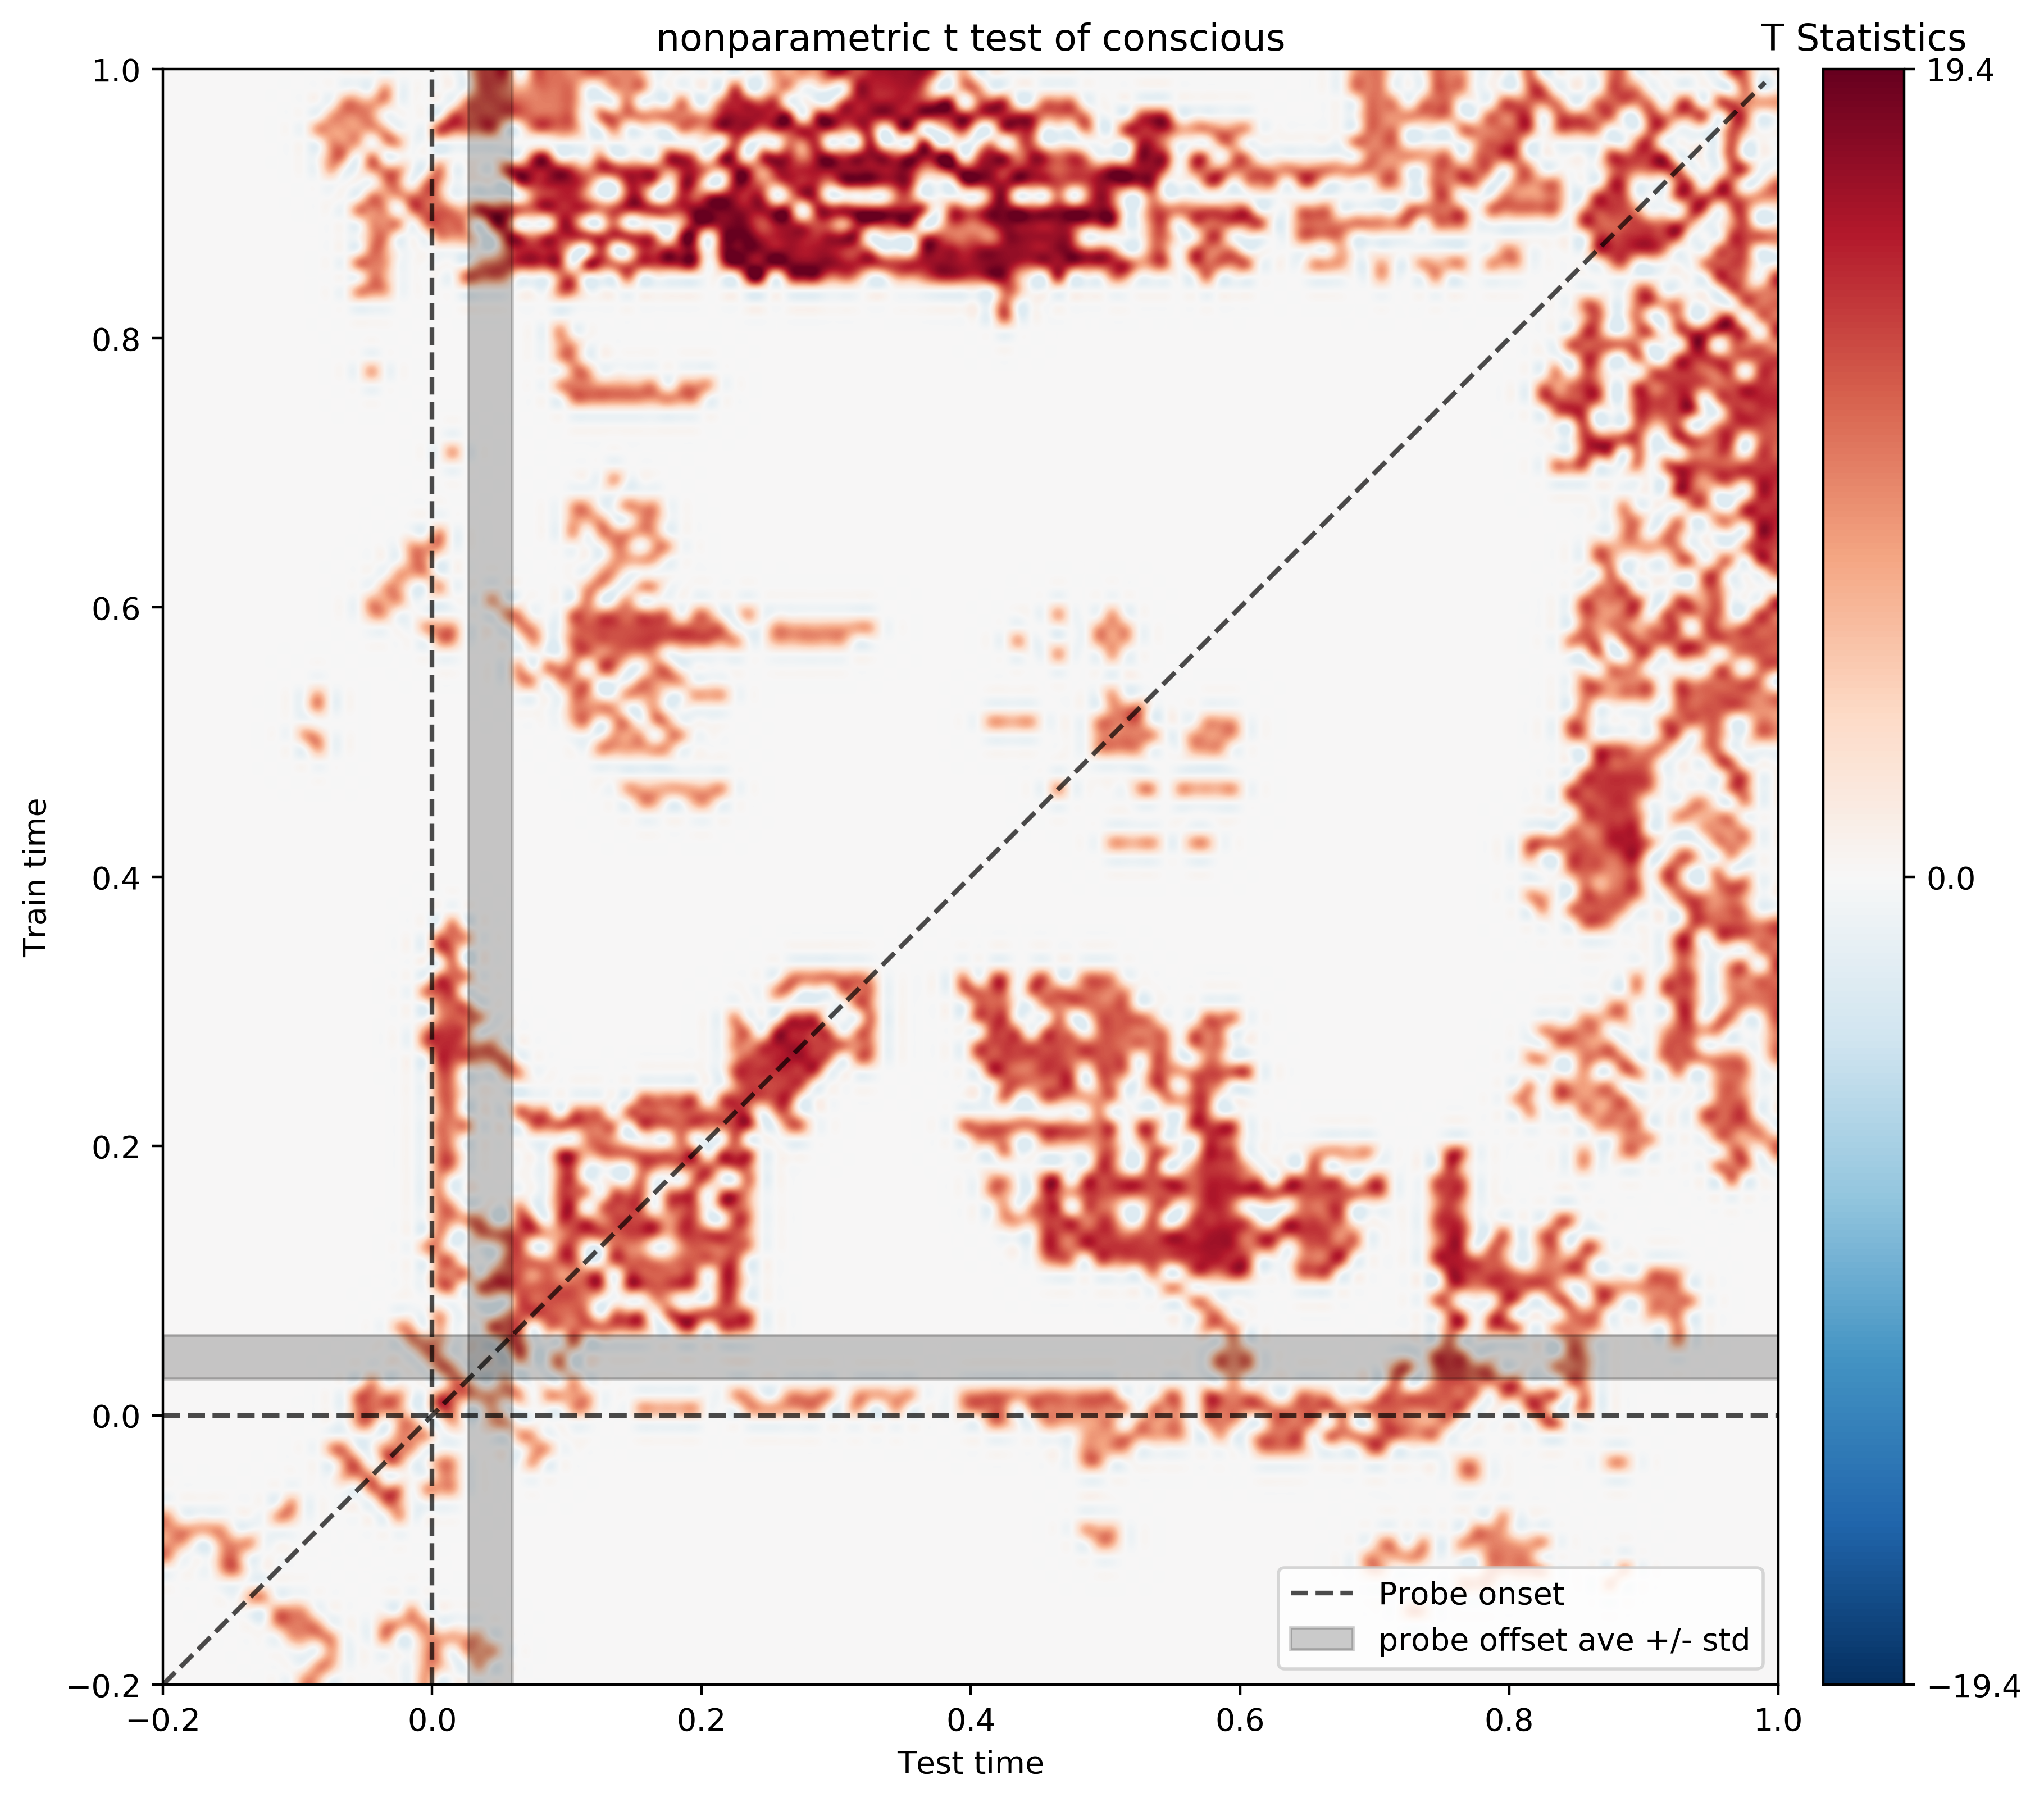 nonparametric t test of conscious
T Statistics
1.0
0.8
0.6
0.4
0.2
0.0
−0.2
Train time
−0.2
0.0
0.2
0.4
0.6
0.8
1.0
Test time
Probe onset
probe offset ave +/- std
19.4
0.0
−19.4